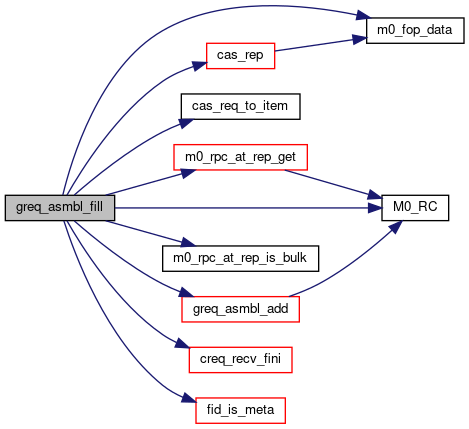 m0_fop_data
cas_rep
cas_req_to_item
m0_rpc_at_rep_get
greq_asmbl_fill
M0_RC
m0_rpc_at_rep_is_bulk
greq_asmbl_add
creq_recv_fini
fid_is_meta